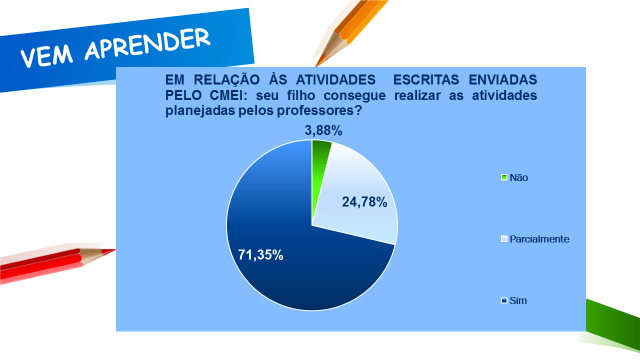 VEM APRENDER
EM RELAÇÃO ÀS ATIVIDADES ESCRITAS ENVIADAS
PELO CMEI: seu filho consegue realizar as atividades
planejadas pelos professores?
3,88%
24,78%
71,35%
Não
Parcialmente
Sim